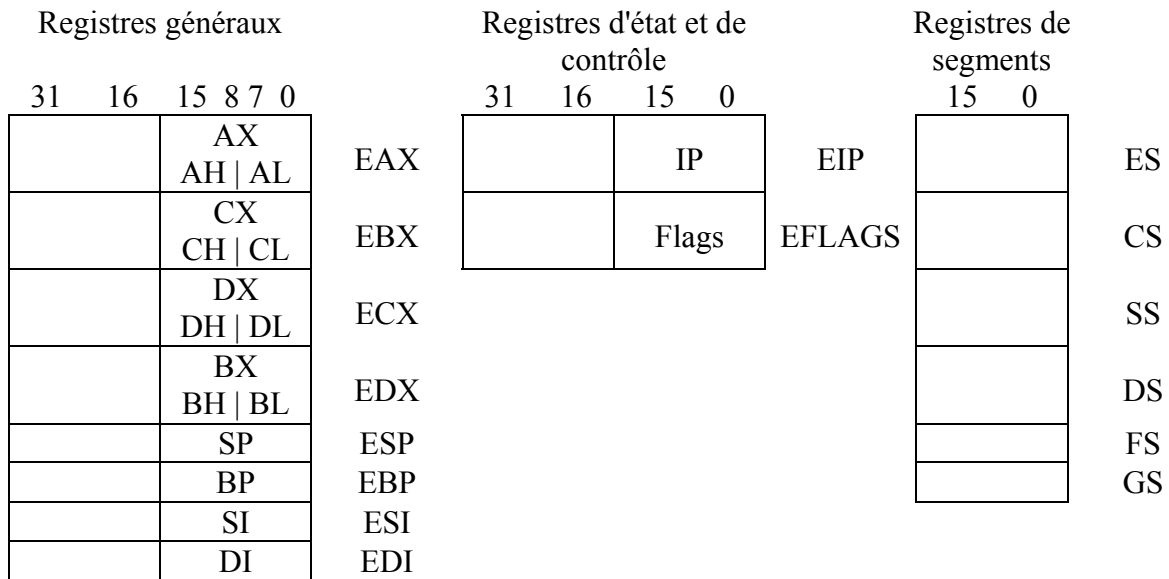 Registres généraux
Registres d'état et de contrôle
Registres de segments
31 16 15 8 7 0
31 16 15 0
15 0
AX
AH | AL
EAX
IP
EIP
ES
CX
CH | CL
EBX
Flags
EFLAGS
CS
DX
DH | DL
ECX
SS
BX
BH | BL
EDX
DS
SP
ESP
FS
BP
EBP
GS
SI
ESI
DI
EDI